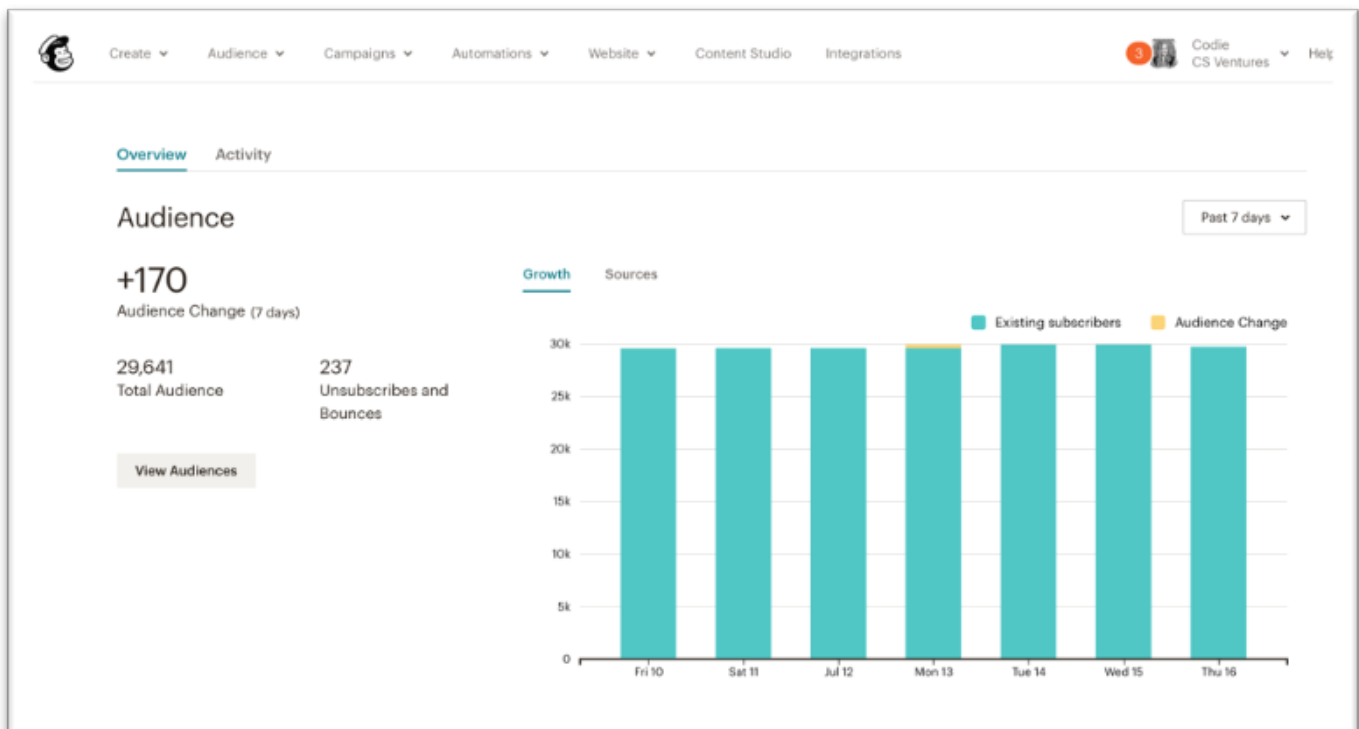 Create Audience Campaigns Automations Website Content Studio Integrations 3 Codie Help
CS Ventures
Overview Activity
Audience Past 7 days
+170
Audience Change (7 days)
29,641 237
Total Audience Unsubscribes and
Bounces
View Audiences
Growth Sources
Existing subscribers Audience Change
30k
25k
20k
15k
10k
5k
0
Fri 10 Sat 11 Jul 12 Mon 13 Tue 14 Wed 15 Thu 16